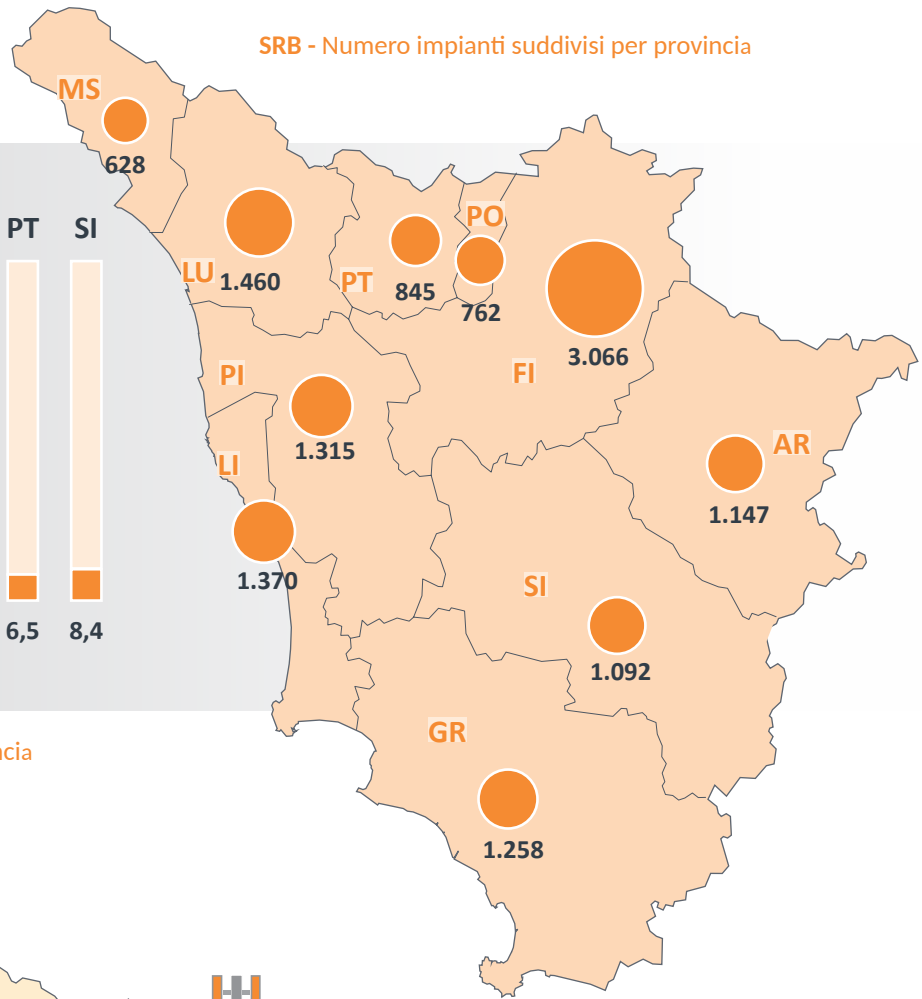 SRB - Numero impianti suddivisi per provincia
MS
628
PT SI
PO
LU 1.460
PT 845
762
3.066
PI
FI
1.315
AR
LI
1.147
1.370
SI
6,5 8,4
1.092
GR
ncia
1.258